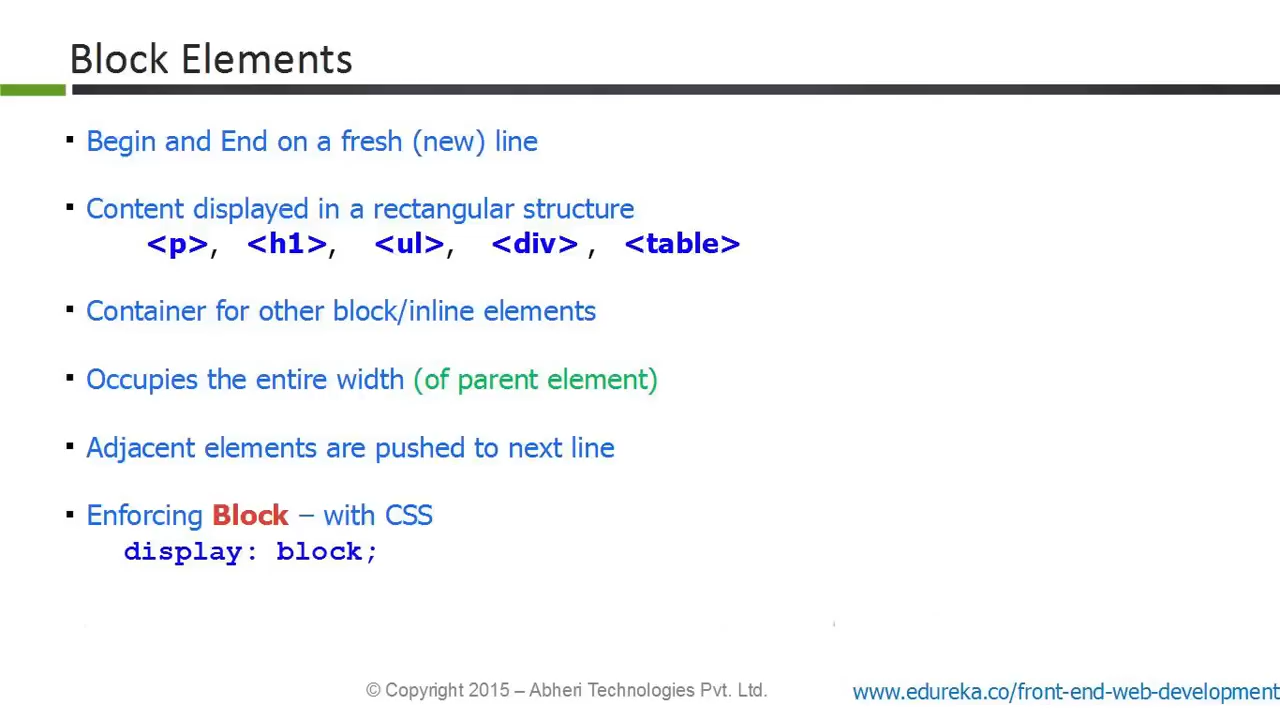 Block Elements
▪ Begin and End on a fresh (new) line
▪ Content displayed in a rectangular structure
<p>, <h1>, <ul>, <div> , <table>
▪ Container for other block/inline elements
▪ Occupies the entire width (of parent element)
▪ Adjacent elements are pushed to next line
▪ Enforcing Block – with CSS
display: block;
© Copyright 2015 – Abheri Technologies Pvt. Ltd.
www.edureka.co/front-end-web-development